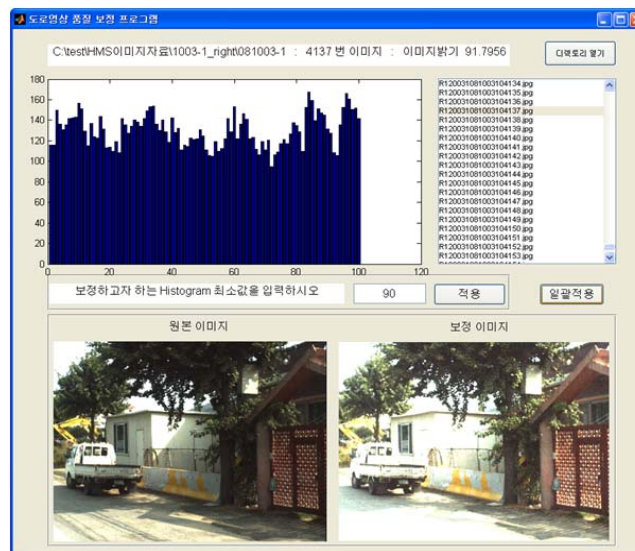 도로영상 품질 보정 프로그램
C:\test\HMS이미지자료\1003-1_right\081003-1 : 4137 번 이미지 : 이미지밝기 91.7956
디렉토리 열기
180
160
140
120
100
80
60
40
20
0
0 20 40 60 80 100 120
R120031081003104134.jpg
R120031081003104135.jpg
R120031081003104136.jpg
R120031081003104137.jpg
R120031081003104138.jpg
R120031081003104139.jpg
R120031081003104140.jpg
R120031081003104141.jpg
R120031081003104142.jpg
R120031081003104143.jpg
R120031081003104144.jpg
R120031081003104145.jpg
R120031081003104146.jpg
R120031081003104147.jpg
R120031081003104148.jpg
R120031081003104149.jpg
R120031081003104150.jpg
R120031081003104151.jpg
R120031081003104152.jpg
R120031081003104153.jpg
보정하고자 하는 Histogram 최소값을 입력하시오
90
적용
일괄적용
원본 이미지
보정 이미지